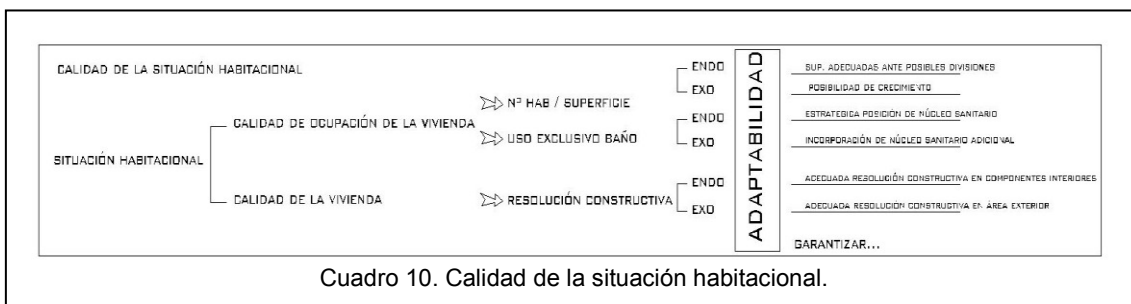 CALIDAD DE LA SITUACIÓN HABITACIONAL
SITUACIÓN HABITACIONAL
CALIDAD DE OCUPACIÓN DE LA VIVIENDA
CALIDAD DE LA VIVIENDA
Nº HAB / SUPERFICIE
USO EXCLUSIVO BAÑO
RESOLUCIÓN CONSTRUCTIVA
ENDO
EXO
ENDO
EXO
ENDO
EXO
ADAPTABILIDAD
SUP. ADECUADAS ANTE POSIBLES DIVISIONES
POSIBILIDAD DE CRECIMIENTO
ESTRATEGICA POSICIÓN DE NÚCLEO SANITARIO
INCORPORACIÓN DE NÚCLEO SANITARIO ADICIONAL
ACECUADA RESOLUCIÓN CONSTRUCTIVA EN COMPONENTES INTERIORES
ADECUADA RESOLUCIÓN CONSTRUCTIVA EN ÁREA EXTERIOR
GARANTIZAR...
Cuadro 10. Calidad de la situación habitacional.